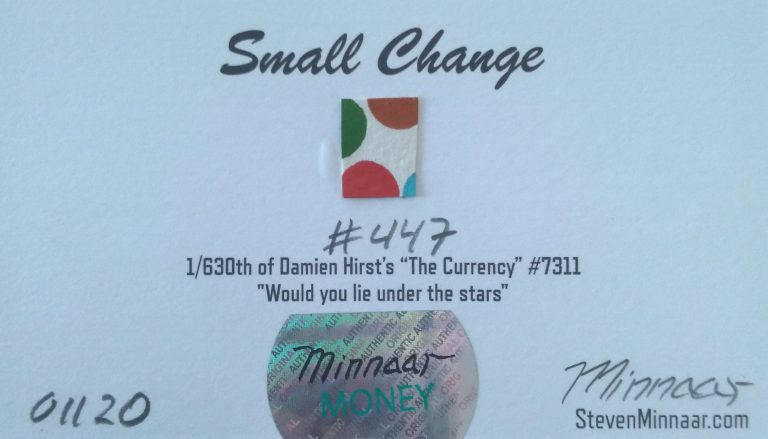 Small Change
#447
1/630th of Damien Hirst's "The Currency" #7311
"Would you lie under the stars"
Minnaar
MONEY
01120
Minnaar
StevenMinnaar.com